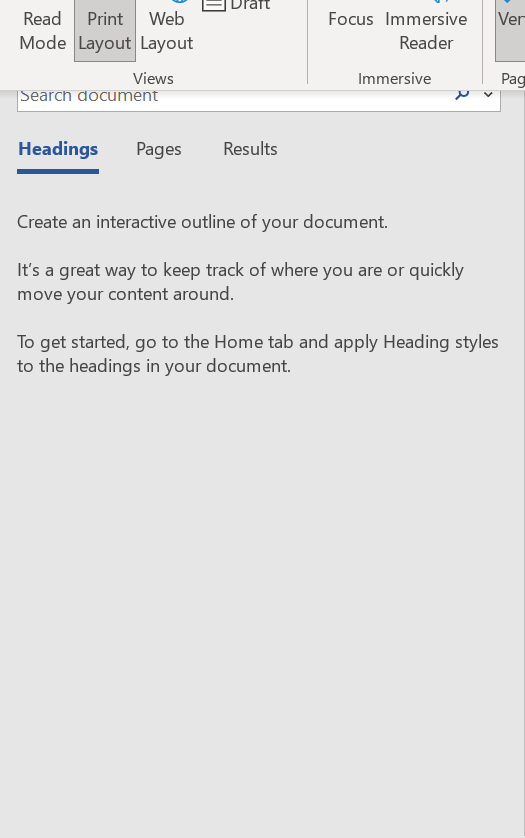 Draft
Read Mode
Print Layout
Web Layout
Focus
Immersive Reader
Views
Immersive
Search document
Headings
Pages
Results
Create an interactive outline of your document.
It's a great way to keep track of where you are or quickly
move your content around.
To get started, go to the Home tab and apply Heading styles
to the headings in your document.